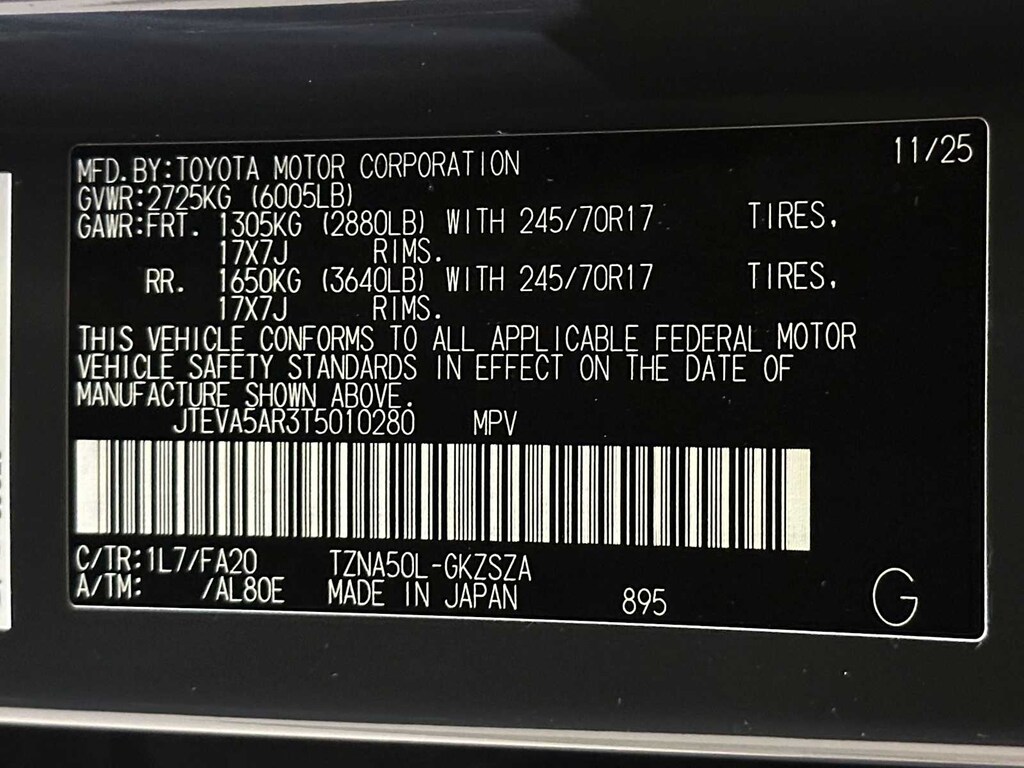 11/25
MFD.BY:TOYOTA MOTOR CORPORATION
GVWR:2725KG (6005LB)
GAWR:FRT. 1305KG (2880LB) WITH 245/70R17 TIRES,
17X7J RIMS.
RR. 1650KG (3640LB) WITH 245/70R17 TIRES,
17X7J RIMS.
THIS VEHICLE CONFORMS TO ALL APPLICABLE FEDERAL MOTOR
VEHICLE SAFETY STANDARDS IN EFFECT ON THE DATE OF
MANUFACTURE SHOWN ABOVE.
JTEVA5AR3T5010280 MPV
C/TR:1L7/FA20 TZNA50L-GKZSZA
A/TM: /AL80E MADE IN JAPAN 895 G